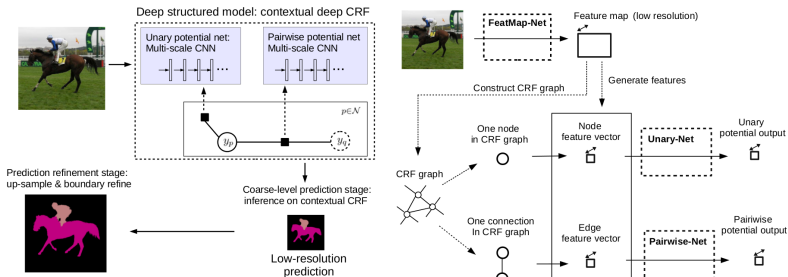 Deep structured model: contextual deep CRF
Unary potential net:
Multi-scale CNN
...
Pairwise potential net
Multi-scale CNN
...
p∈N
y_p
y_q
Prediction refinement stage:
up-sample & boundary refine
Coarse-level prediction stage:
inference on contextual CRF
Low-resolution
prediction
FeatMap-Net
Feature map (low resolution)
Construct CRF graph
Generate features
CRF graph
One node
in CRF graph
Node
feature vector
Unary-Net
Unary
potential output
One connection
In CRF graph
Edge
feature vector
Pairwise-Net
Pairwise
potential output